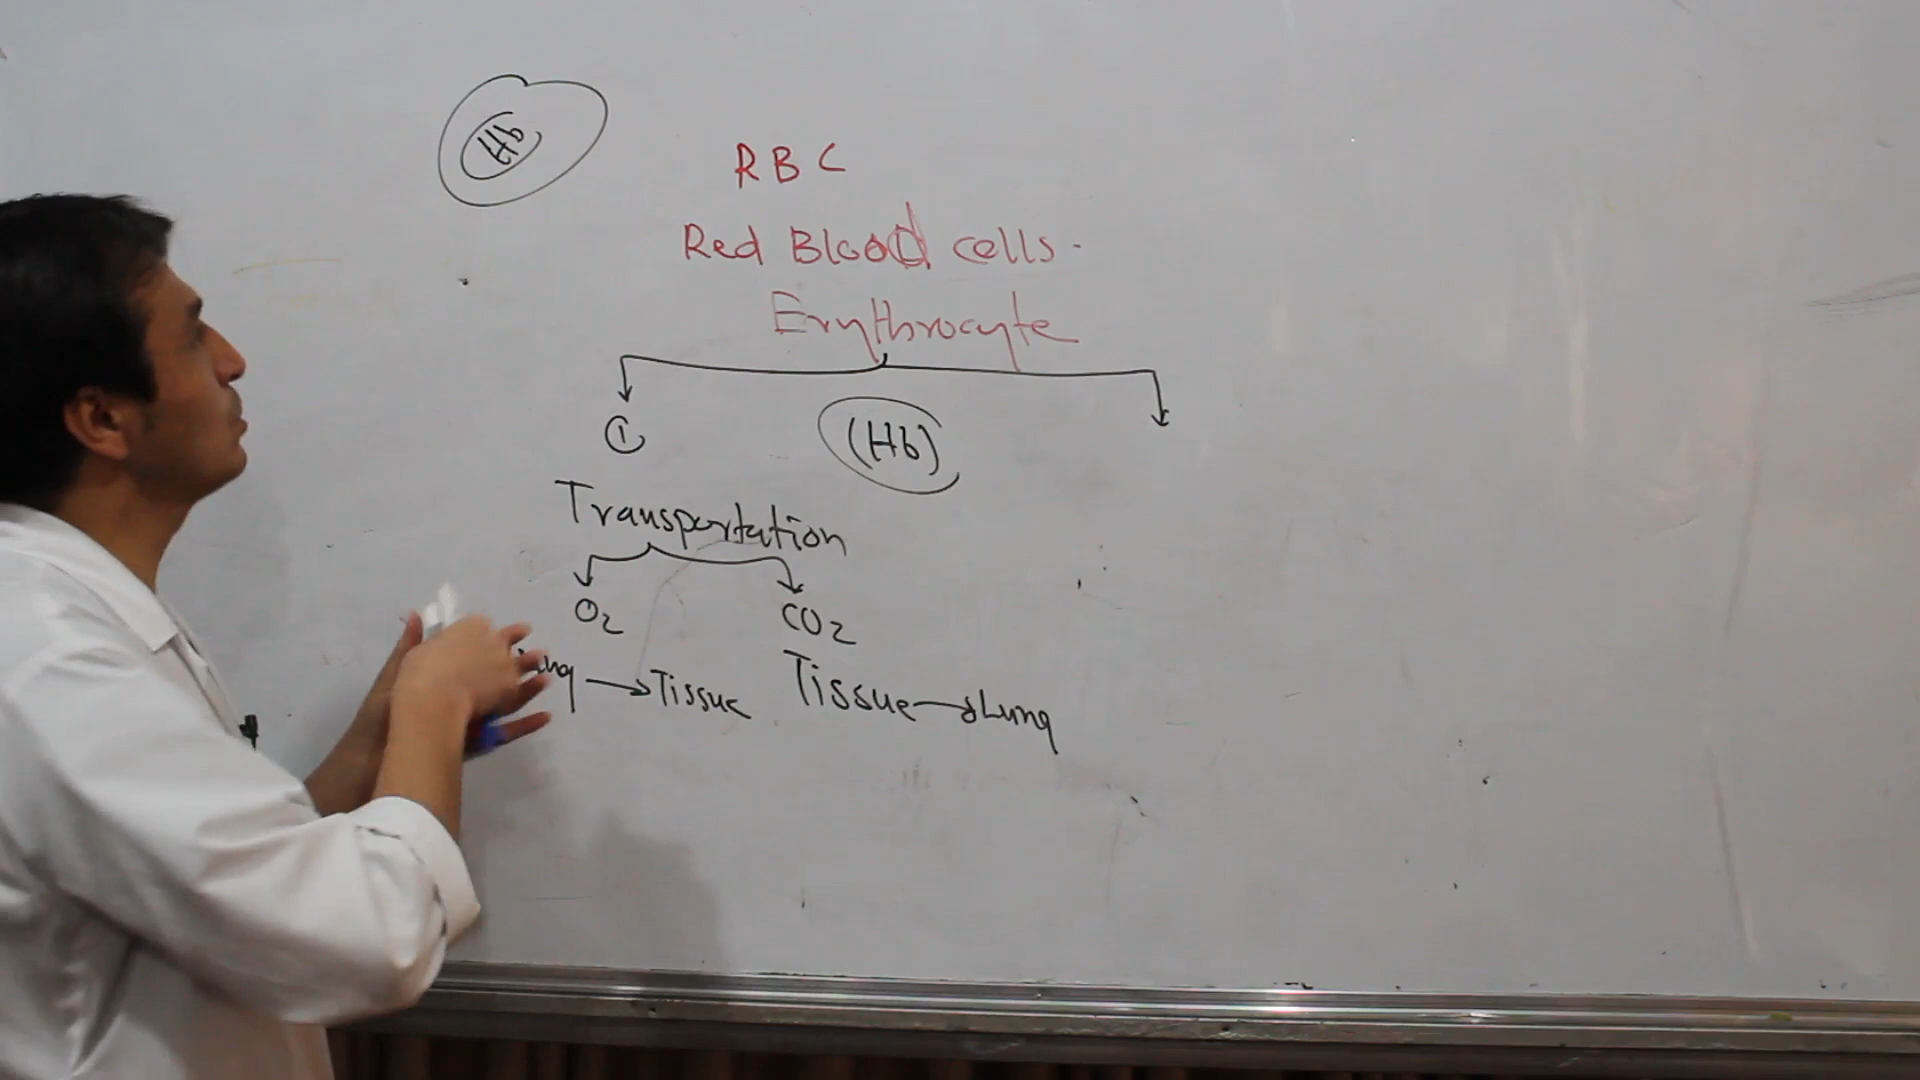 Hb
RBC
Red Blood cells.
Erythrocyte
1
(Hb)
Transportation
O2
CO2
→ Tissue
Tissue → Lung